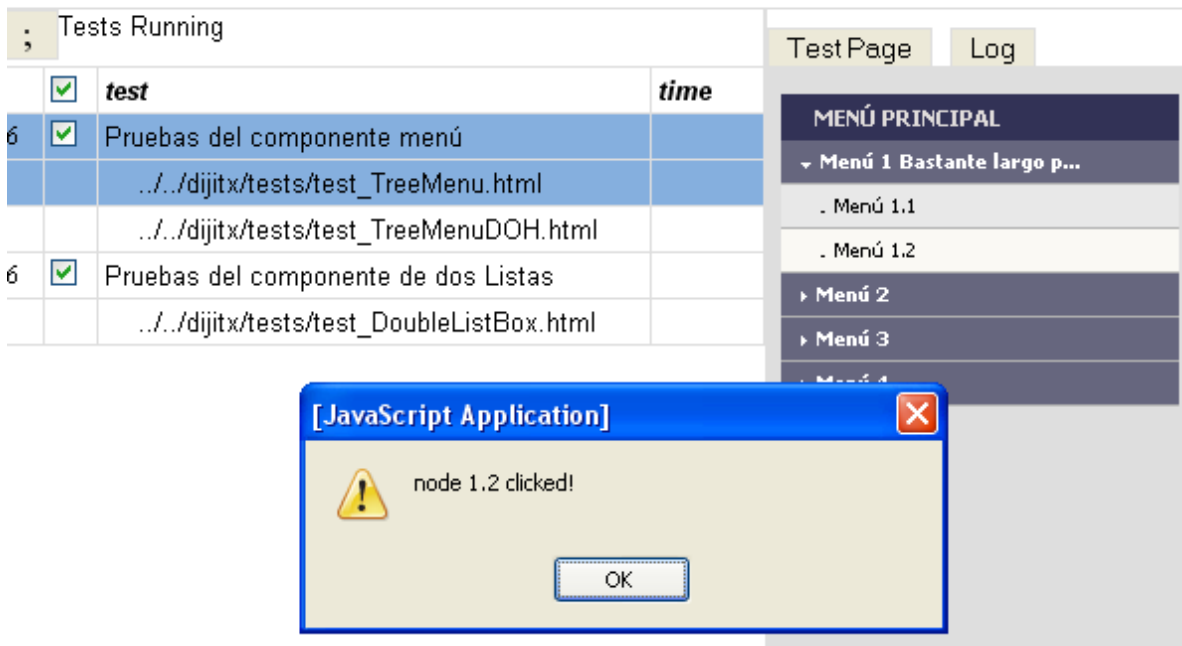 ; Tests Running
test time
6 Pruebas del componente menú
../../dijitx/tests/test_TreeMenu.html
../../dijitx/tests/test_TreeMenuDOH.html
6 Pruebas del componente de dos Listas
../../dijitx/tests/test_DoubleListBox.html
Test Page Log
MENÚ PRINCIPAL
Menú 1 Bastante largo p...
. Menú 1.1
. Menú 1.2
Menú 2
Menú 3
Menú 4
[JavaScript Application]
node 1.2 clicked!
OK